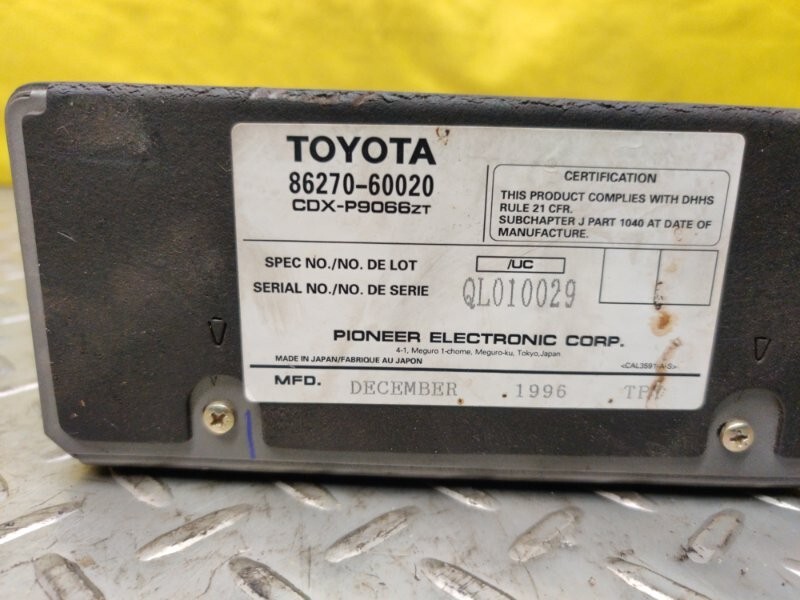 TOYOTA
86270-60020
CDX-P9066ZT
CERTIFICATION
THIS PRODUCT COMPLIES WITH DHHS
RULE 21 CFR.
SUBCHAPTER J PART 1040 AT DATE OF
MANUFACTURE.
SPEC NO./NO. DE LOT /UC
SERIAL NO./NO. DE SERIE QL010029
PIONEER ELECTRONIC CORP.
4-1, Meguro 1-chome, Meguro-ku, Tokyo, Japan
MADE IN JAPAN/FABRIQUE AU JAPON
<CAL3591-A-S>
MFD. DECEMBER .1996